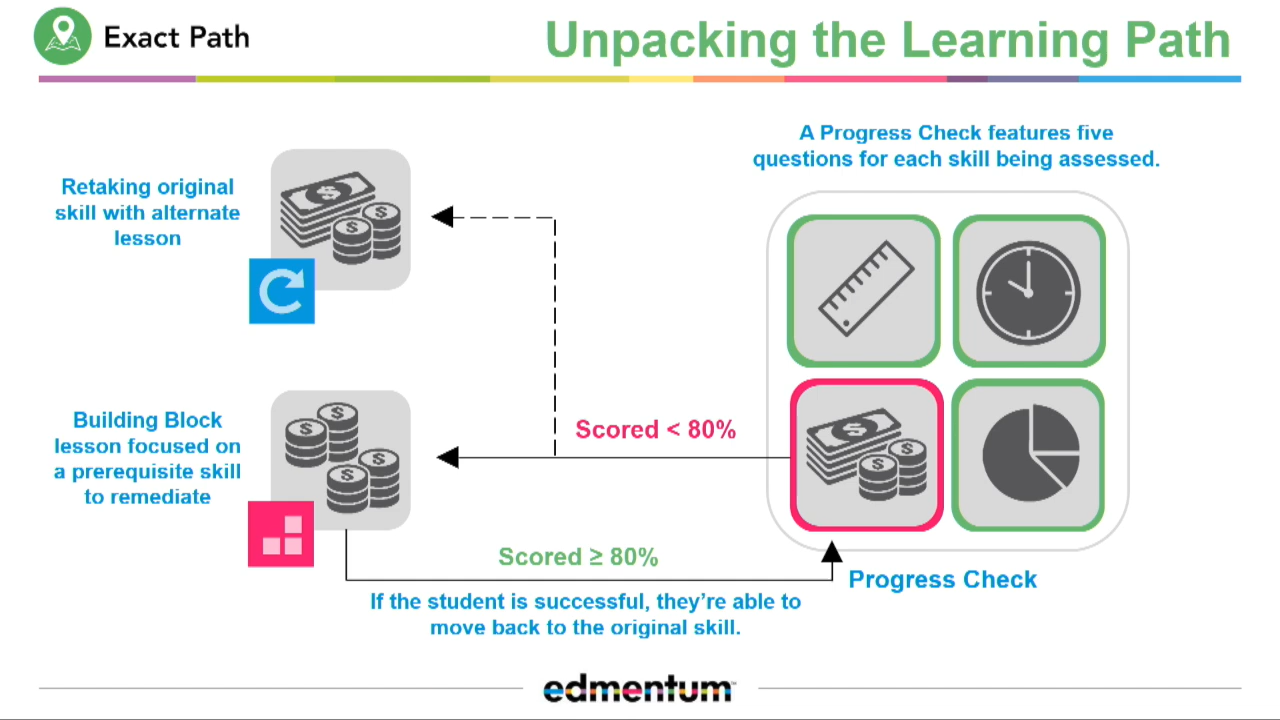 Exact Path
Unpacking the Learning Path
A Progress Check features five
questions for each skill being assessed.
Retaking original
skill with alternate
lesson
Building Block
lesson focused on
a prerequisite skill
to remediate
Scored < 80%
Scored ≥ 80%
Progress Check
If the student is successful, they’re able to
move back to the original skill.
edmentum